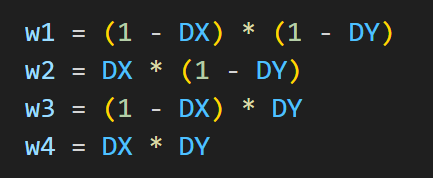 w1 = (1 - DX) * (1 - DY)
w2 = DX * (1 - DY)
w3 = (1 - DX) * DY
w4 = DX * DY